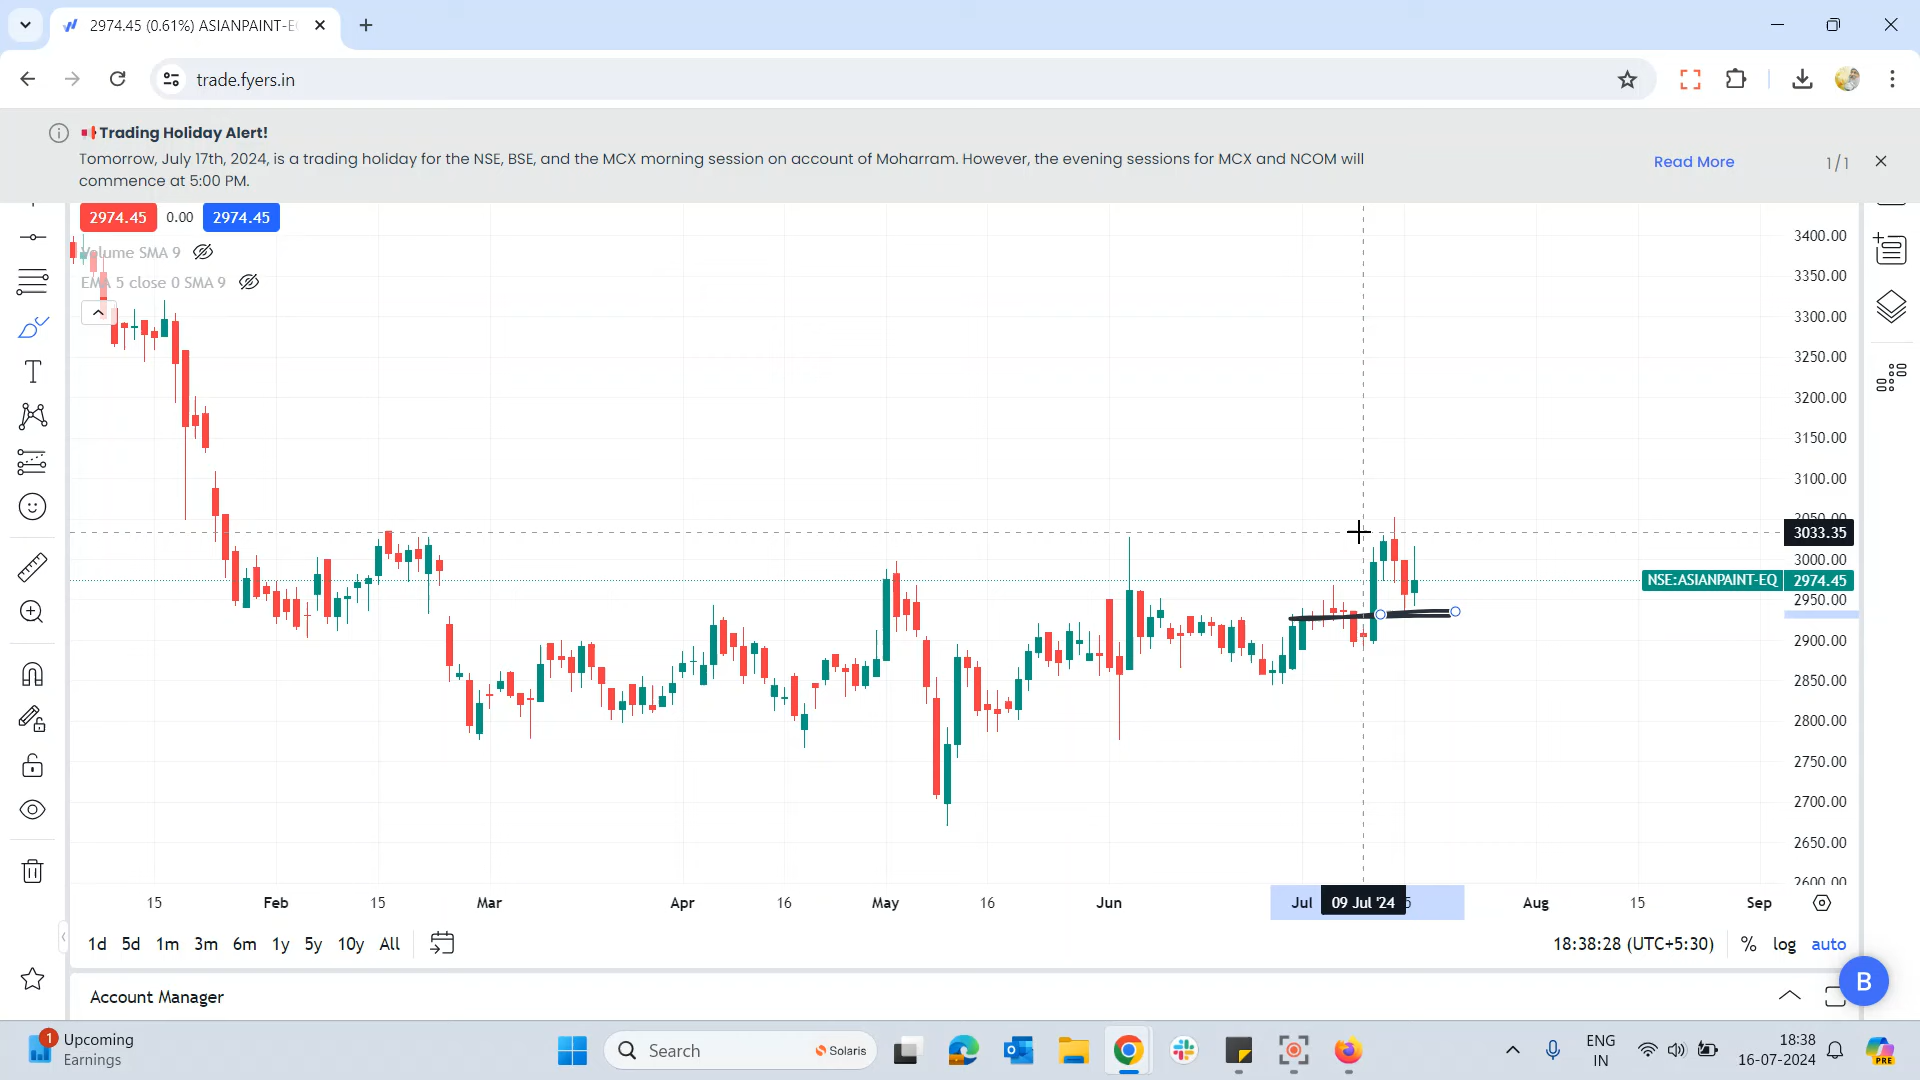 2974.45 (0.61%) ASIANPAINT-E
trade.fyers.in
Trading Holiday Alert!
Tomorrow, July 17th, 2024, is a trading holiday for the NSE, BSE, and the MCX morning session on account of Moharram. However, the evening sessions for MCX and NCOM will
commence at 5:00 PM.
Read More
1/1
2974.45 0.00 2974.45
Volume SMA 9
EMA 5 close 0 SMA 9
3400.00
3350.00
3300.00
3250.00
3200.00
3150.00
3100.00
3050.00
3033.35
3000.00
NSE:ASIANPAINT-EQ 2974.45
2950.00
2900.00
2850.00
2800.00
2750.00
2700.00
2650.00
2600.00
15 Feb 15 Mar Apr 16 May 16 Jun Jul 09 Jul '24 5 Aug 15 Sep
1d 5d 1m 3m 6m 1y 5y 10y All
18:38:28 (UTC+5:30) % log auto
B
Account Manager
1
Upcoming
Earnings
Search
Solaris
ENG
IN
18:38
16-07-2024
PRE